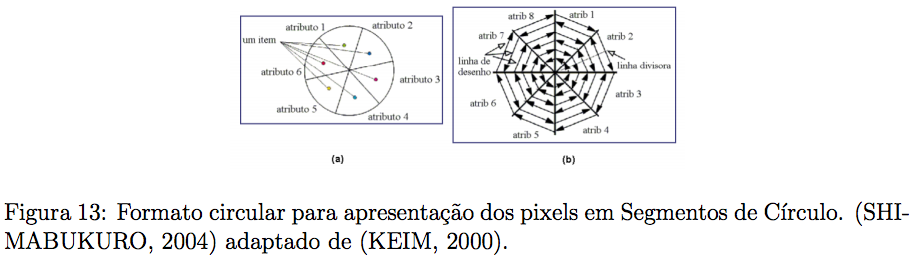 atributo 1
atributo 2
um item
atributo 6
atributo 3
atributo 5
atributo 4
(a)
atrib 8
atrib 1
atrib 7
atrib 2
linha de
desenho
linha divisora
atrib 6
atrib 3
atrib 5
atrib 4
(b)
Figura 13: Formato circular para apresentação dos pixels em Segmentos de Círculo. (SHI-
MABUKURO, 2004) adaptado de (KEIM, 2000).